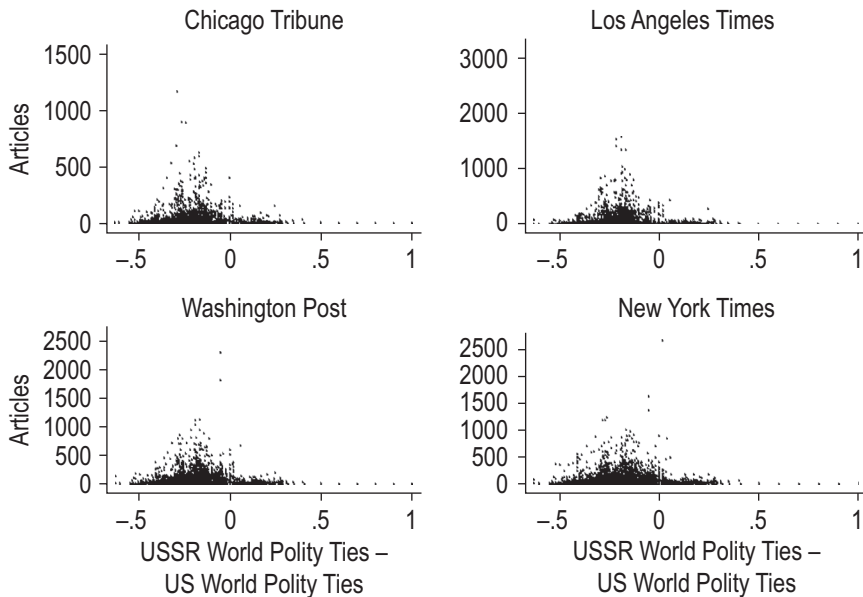 Chicago Tribune
1500
1000
500
0
Articles
–.5 0 .5 1
Los Angeles Times
3000
2000
1000
0
–.5 0 .5 1
Washington Post
2500
2000
1500
1000
500
0
Articles
–.5 0 .5 1
USSR World Polity Ties –
US World Polity Ties
New York Times
2500
2000
1500
1000
500
0
–.5 0 .5 1
USSR World Polity Ties –
US World Polity Ties